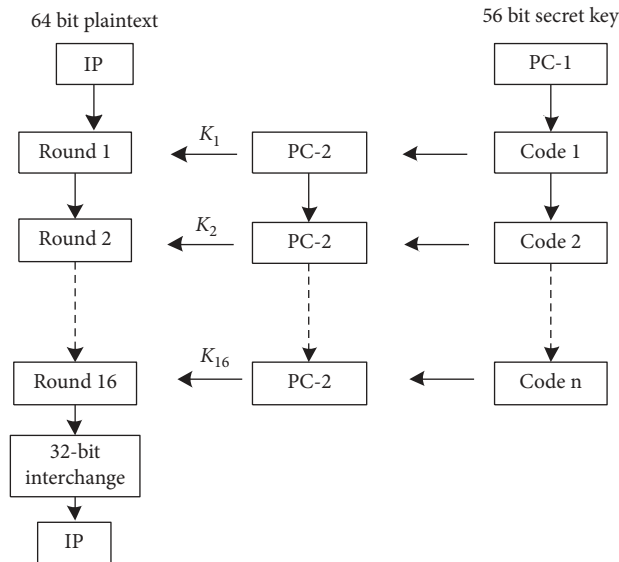 64 bit plaintext
56 bit secret key
IP
PC-1
K1
Round 1
PC-2
Code 1
K2
Round 2
PC-2
Code 2
K16
Round 16
PC-2
Code n
32-bit
interchange
IP